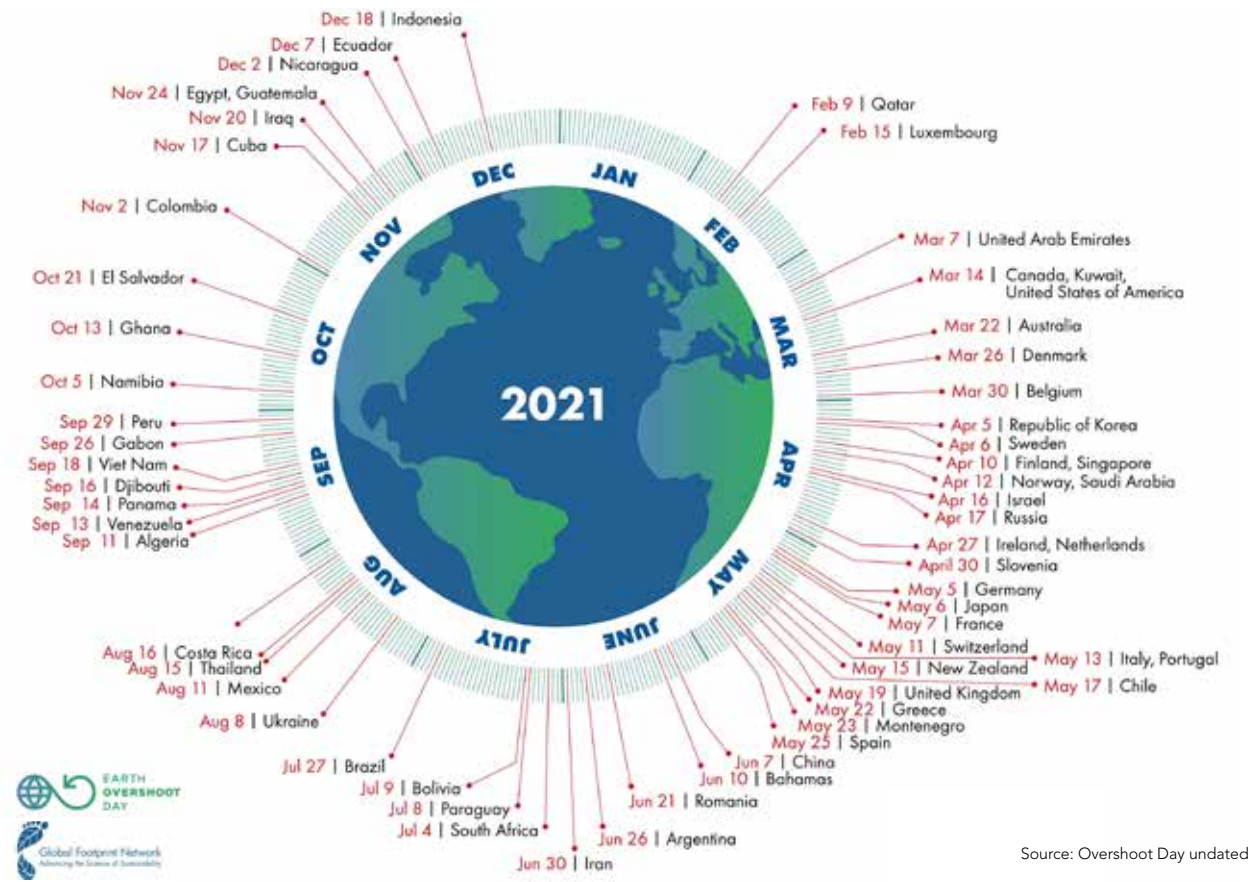 Dec 18 | Indonesia
Dec 7 | Ecuador
Dec 2 | Nicaragua
Nov 24 | Egypt, Guatemala
Nov 20 | Iraq
Nov 17 | Cuba
Nov 2 | Colombia
Oct 21 | El Salvador
Oct 13 | Ghana
Oct 5 | Namibia
Sep 29 | Peru
Sep 26 | Gabon
Sep 18 | Viet Nam
Sep 16 | Djibouti
Sep 14 | Panama
Sep 13 | Venezuela
Sep 11 | Algeria
Aug 16 | Costa Rica
Aug 15 | Thailand
Aug 11 | Mexico
Aug 8 | Ukraine
Jul 27 | Brazil
Jul 9 | Bolivia
Jul 8 | Paraguay
Jul 4 | South Africa
Jun 30 | Iran
Feb 9 | Qatar
Feb 15 | Luxembourg
Mar 7 | United Arab Emirates
Mar 14 | Canada, Kuwait,
United States of America
Mar 22 | Australia
Mar 26 | Denmark
Mar 30 | Belgium
Apr 5 | Republic of Korea
Apr 6 | Sweden
Apr 10 | Finland, Singapore
Apr 12 | Norway, Saudi Arabia
Apr 16 | Israel
Apr 17 | Russia
Apr 27 | Ireland, Netherlands
April 30 | Slovenia
May 5 | Germany
May 6 | Japan
May 7 | France
May 11 | Switzerland
May 13 | Italy, Portugal
May 15 | New Zealand
May 17 | Chile
May 19 | United Kingdom
May 22 | Greece
May 23 | Montenegro
May 25 | Spain
Jun 7 | China
Jun 10 | Bahamas
Jun 21 | Romania
Jun 26 | Argentina
JAN
FEB
MAR
APR
MAY
JUNE
JULY
AUG
SEP
OCT
NOV
DEC
2021
EARTH
OVERSHOOT
DAY
Global Footprint Network
Advancing the Science of Sustainability
Source: Overshoot Day undated